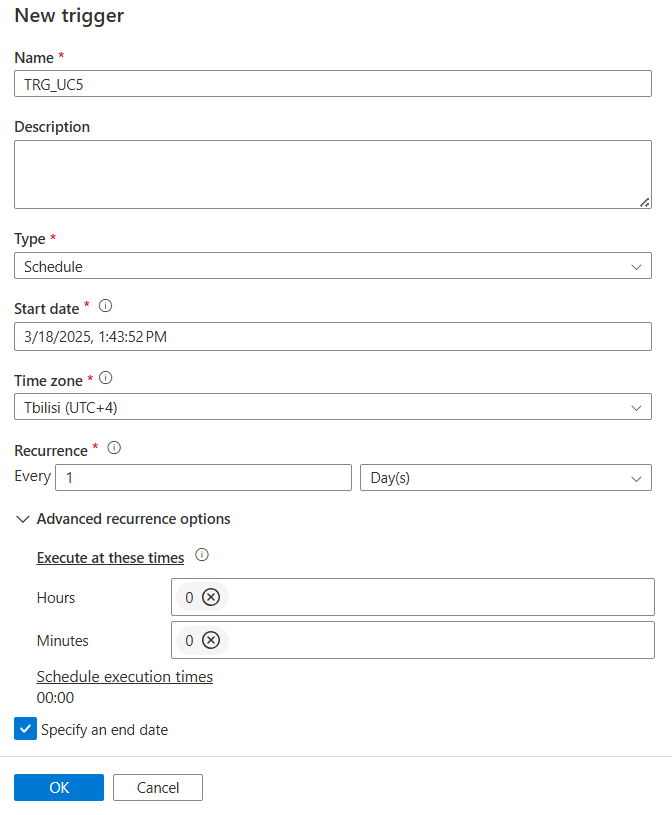 New trigger
Name *
TRG_UC5
Description
Type *
Schedule
Start date *
3/18/2025, 1:43:52 PM
Time zone *
Tbilisi (UTC+4)
Recurrence *
Every 1 Day(s)
Advanced recurrence options
Execute at these times
Hours 0
Minutes 0
Schedule execution times
00:00
Specify an end date
OK Cancel